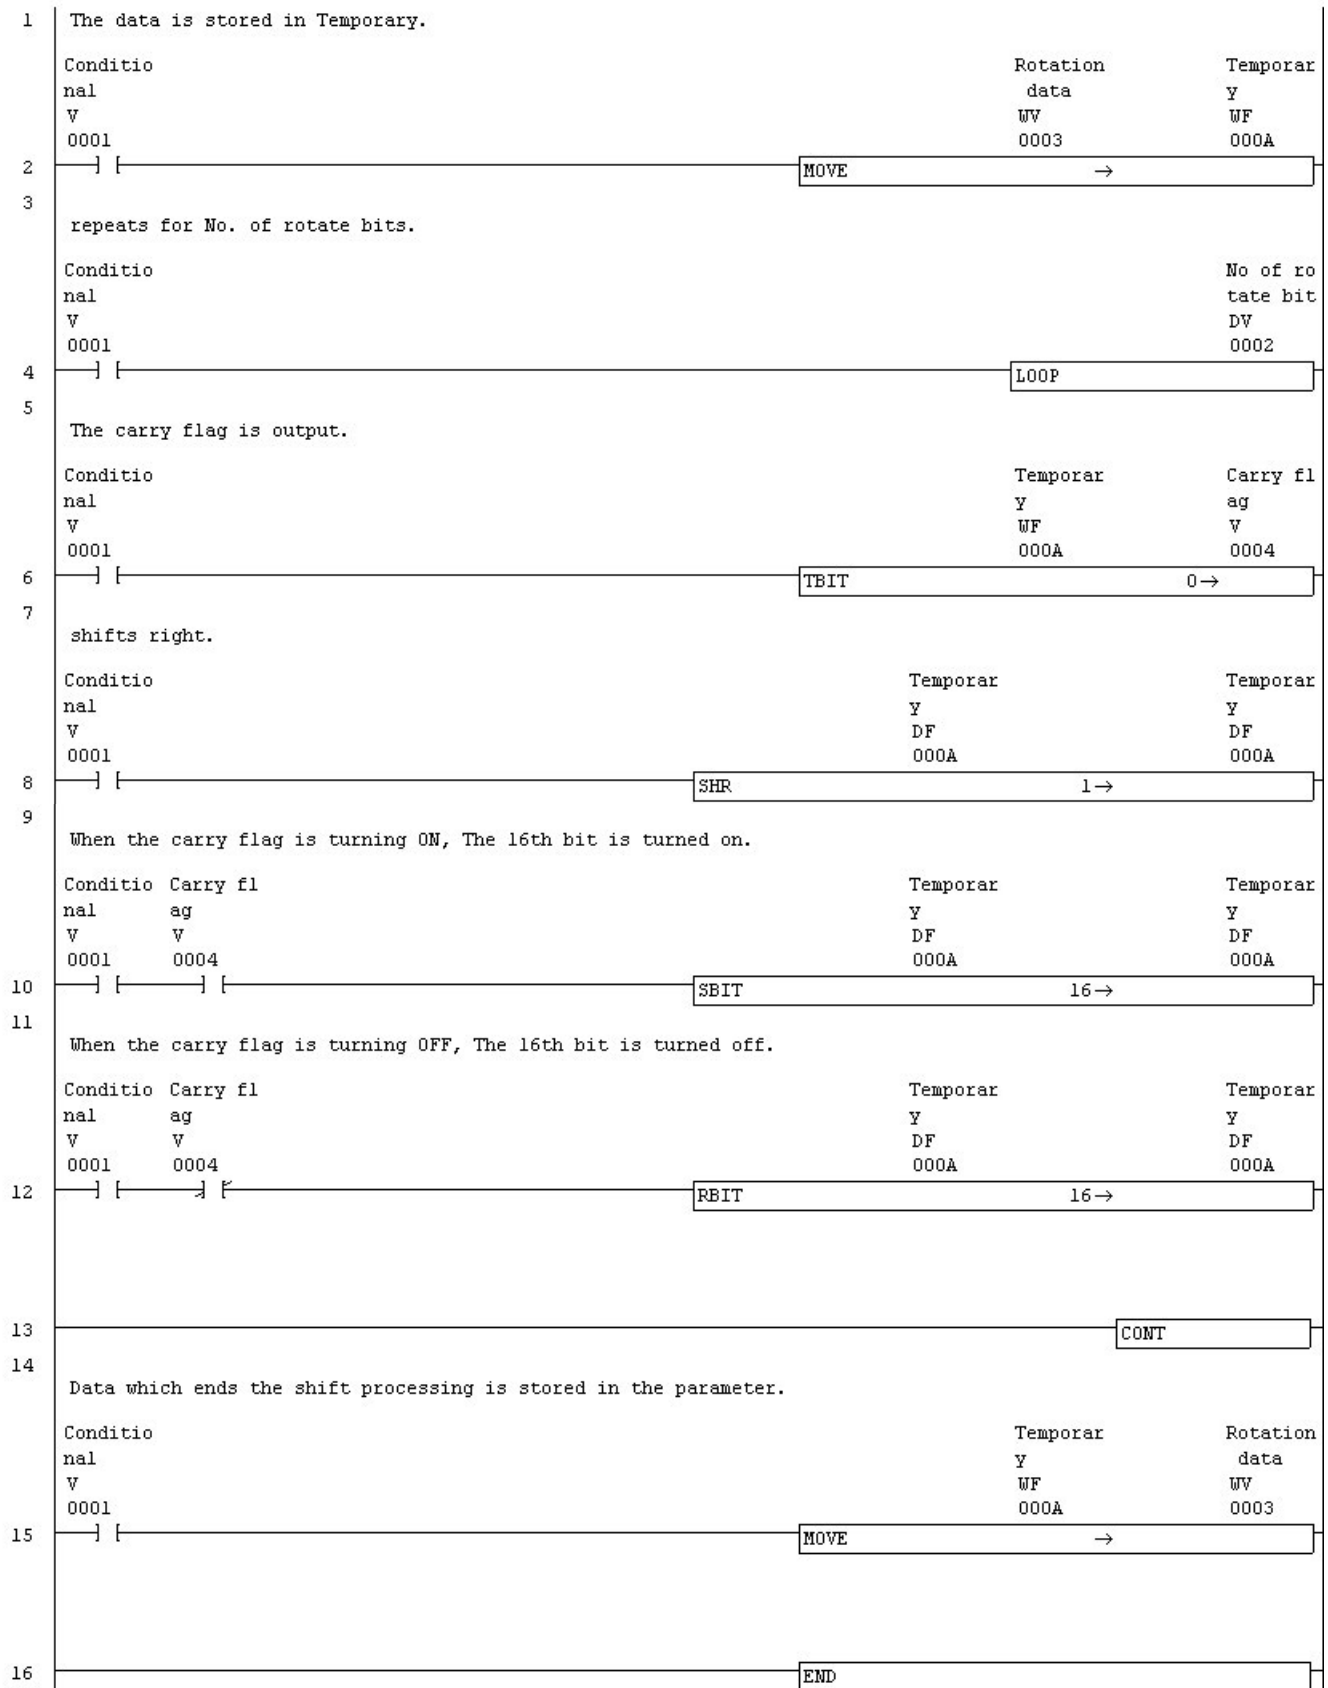 1 The data is stored in Temporary.
Conditio Rotation Temporar
nal data y
V WV WF
0001 0003 000A
2 MOVE →
3
repeats for No. of rotate bits.
Conditio No of ro
nal tate bit
V DV
0001 0002
4 LOOP
5
The carry flag is output.
Conditio Temporar Carry fl
nal y ag
V WF V
0001 000A 0004
6 TBIT 0→
7
shifts right.
Conditio Temporar Temporar
nal y y
V DF DF
0001 000A 000A
8 SHR 1→
9
When the carry flag is turning ON, The 16th bit is turned on.
Conditio Carry fl Temporar Temporar
nal ag y y
V V DF DF
0001 0004 000A 000A
10 SBIT 16→
11
When the carry flag is turning OFF, The 16th bit is turned off.
Conditio Carry fl Temporar Temporar
nal ag y y
V V DF DF
0001 0004 000A 000A
12 RBIT 16→
13 CONT
14
Data which ends the shift processing is stored in the parameter.
Conditio Temporar Rotation
nal y data
V WF WV
0001 000A 0003
15 MOVE →
16 END